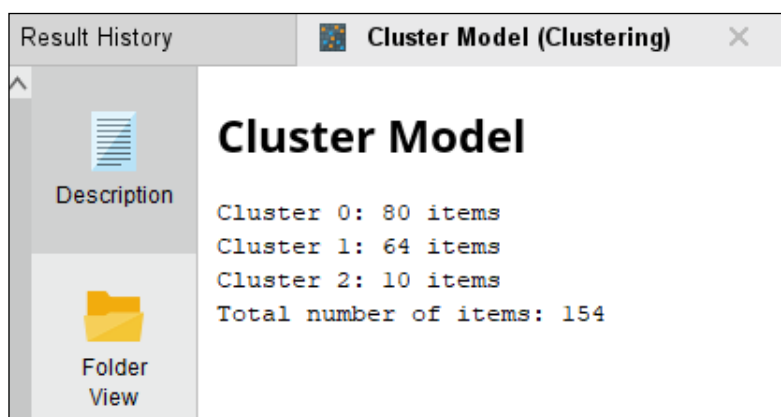 Result History
Cluster Model (Clustering)
Description
Folder
View
Cluster Model
Cluster 0: 80 items
Cluster 1: 64 items
Cluster 2: 10 items
Total number of items: 154